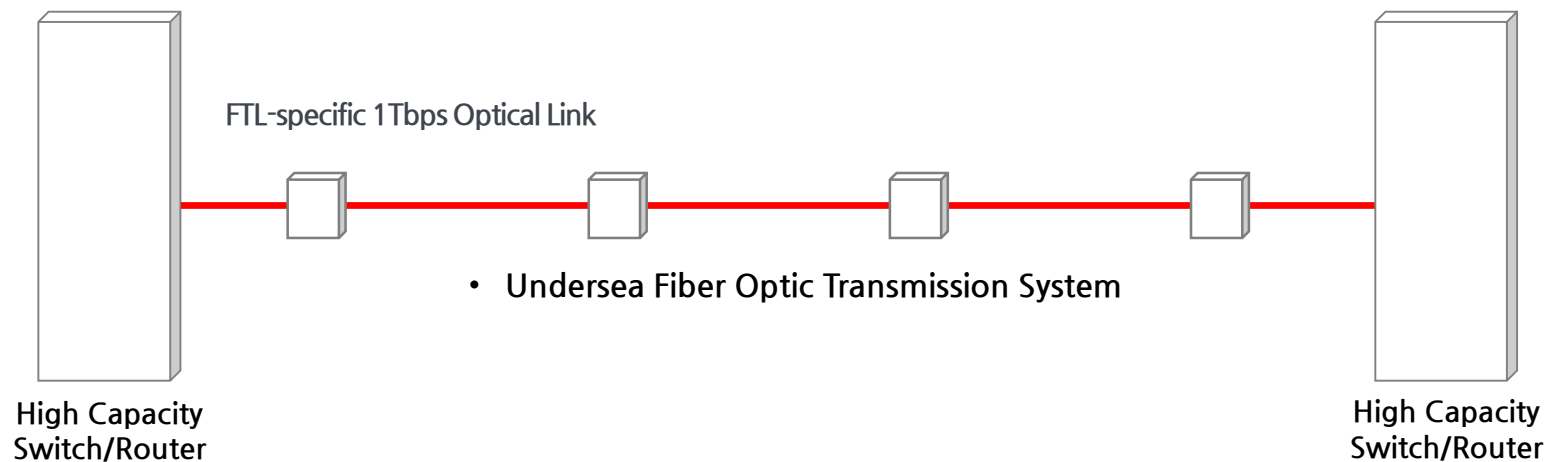 FTL-specific 1Tbps Optical Link
• Undersea Fiber Optic Transmission System
High Capacity
Switch/Router
High Capacity
Switch/Router